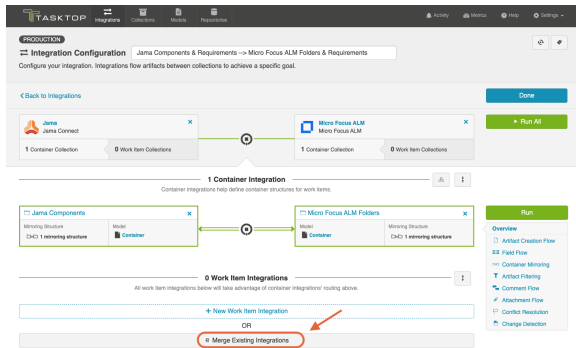 TASKTOP
Integrations
Collections
Models
Repositories
Activity
Metrics
Help
Settings
PRODUCTION
Integration Configuration
Jama Components & Requirements --> Micro Focus ALM Folders & Requirements
Configure your integration. Integrations flow artifacts between collections to achieve a specific goal.
Back to Integrations
Done
Jama
Jama Connect
1 Container Collection
0 Work Item Collections
Micro Focus ALM
Micro Focus ALM
1 Container Collection
0 Work Item Collections
Run All
1 Container Integration
Container integrations help define container structures for work items.
Jama Components
Mirroring Structure
1 mirroring structure
Model
Container
Micro Focus ALM Folders
Model
Container
Mirroring Structure
1 mirroring structure
Run
Overview
Artifact Creation Flow
Field Flow
Container Mirroring
Artifact Filtering
Comment Flow
Attachment Flow
Conflict Resolution
Change Detection
0 Work Item Integrations
All work item integrations below will take advantage of container integrations' routing above.
+ New Work Item Integration
OR
Merge Existing Integrations